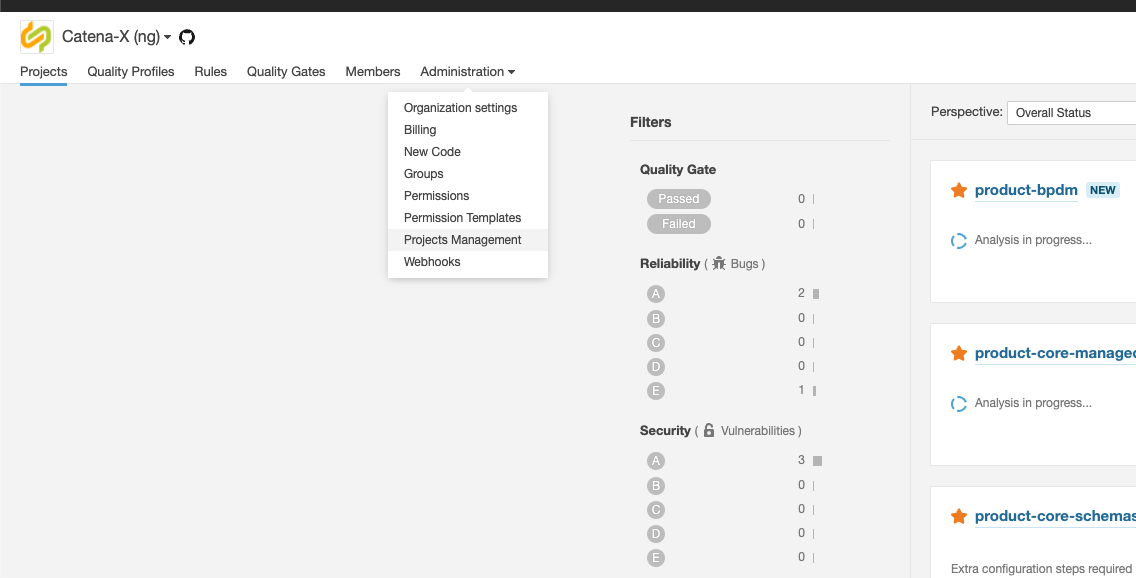 Catena-X (ng)
Projects Quality Profiles Rules Quality Gates Members Administration
Organization settings
Billing
New Code
Groups
Permissions
Permission Templates
Projects Management
Webhooks
Filters
Quality Gate
Passed 0
Failed 0
Reliability ( Bugs )
A 2
B 0
C 0
D 0
E 1
Security ( Vulnerabilities )
A 3
B 0
C 0
D 0
E 0
Perspective: Overall Status
product-bpdm NEW
Analysis in progress...
product-core-managed
Analysis in progress...
product-core-schemas
Extra configuration steps required